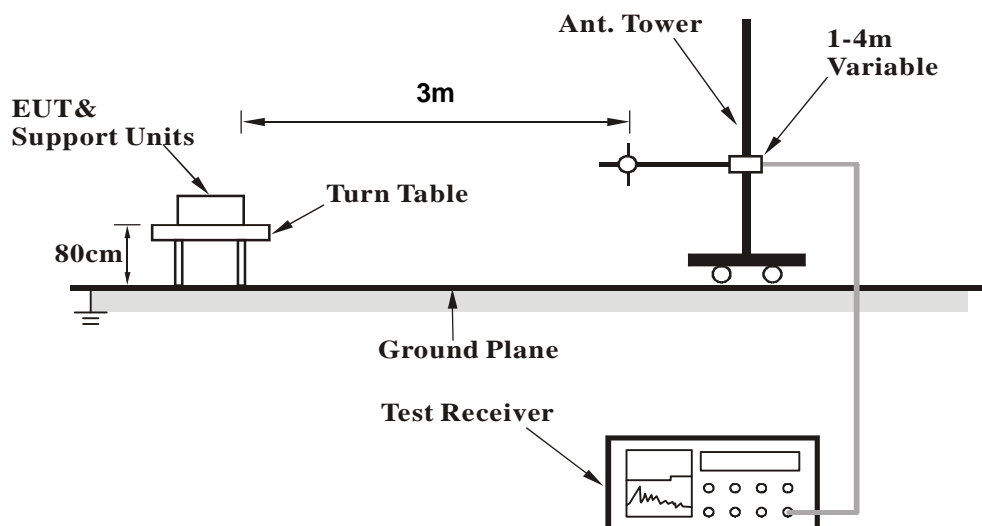 Ant. Tower
1-4m
Variable
3m
EUT&
Support Units
Turn Table
80cm
Ground Plane
Test Receiver